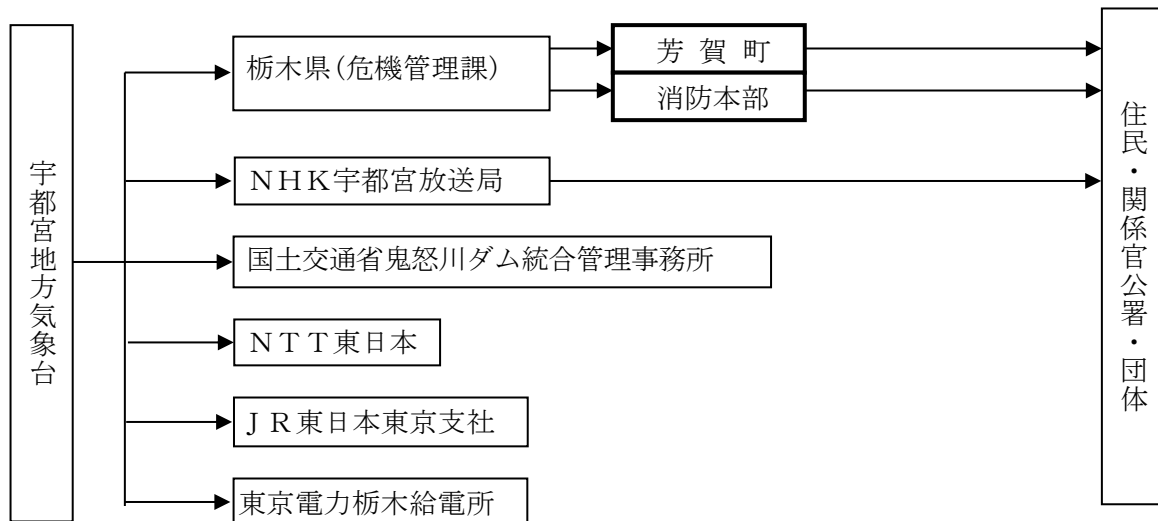 宇都宮地方気象台
栃木県(危機管理課)
芳 賀 町
消防本部
NHK宇都宮放送局
国土交通省鬼怒川ダム統合管理事務所
NTT東日本
JR東日本東京支社
東京電力栃木給電所
住民・関係官公署・団体